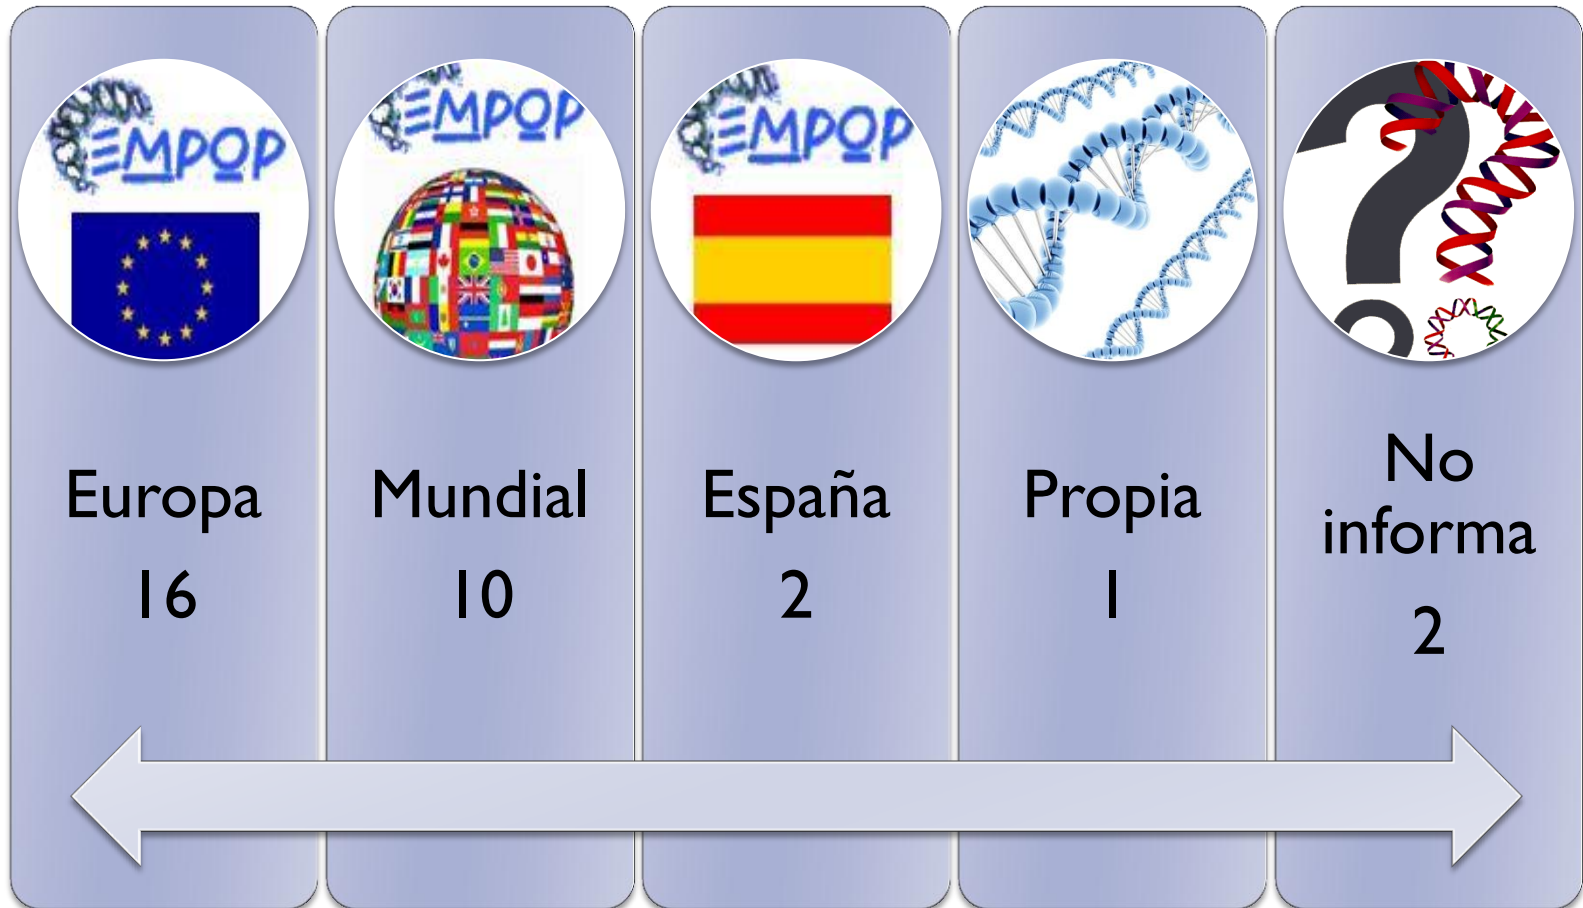 EMPOP
EMPOP
EMPOP
Europa
16
Mundial
10
España
2
Propia
1
No
informa
2